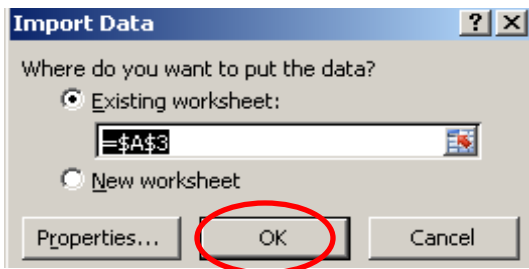 Import Data
? ×
Where do you want to put the data?
Existing worksheet:
=$A$3
New worksheet
Properties... OK Cancel